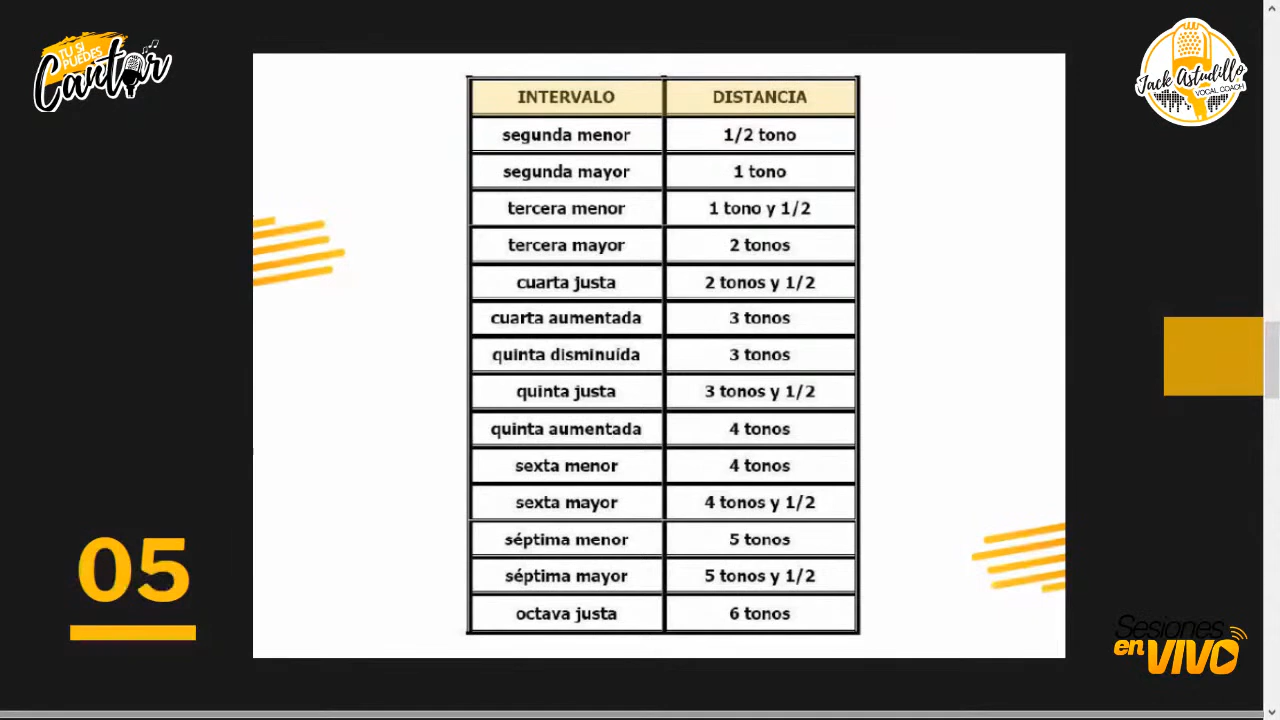 TU SI
PUEDES
Cantar
Jack Astudillo
VOCAL COACH
INTERVALO DISTANCIA
segunda menor 1/2 tono
segunda mayor 1 tono
tercera menor 1 tono y 1/2
tercera mayor 2 tonos
cuarta justa 2 tonos y 1/2
cuarta aumentada 3 tonos
quinta disminuída 3 tonos
quinta justa 3 tonos y 1/2
quinta aumentada 4 tonos
sexta menor 4 tonos
sexta mayor 4 tonos y 1/2
séptima menor 5 tonos
séptima mayor 5 tonos y 1/2
octava justa 6 tonos
05
Sesiones
en VIVO